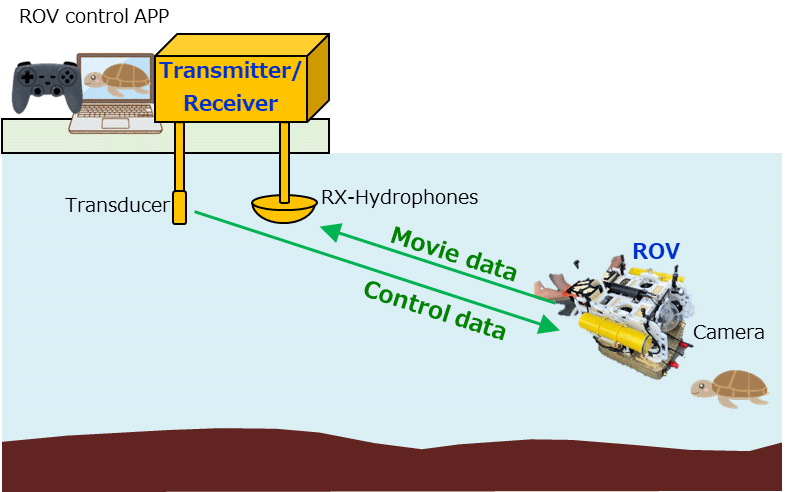 ROV control APP
Transmitter/
Receiver
Transducer
RX-Hydrophones
Movie data
Control data
ROV
Camera